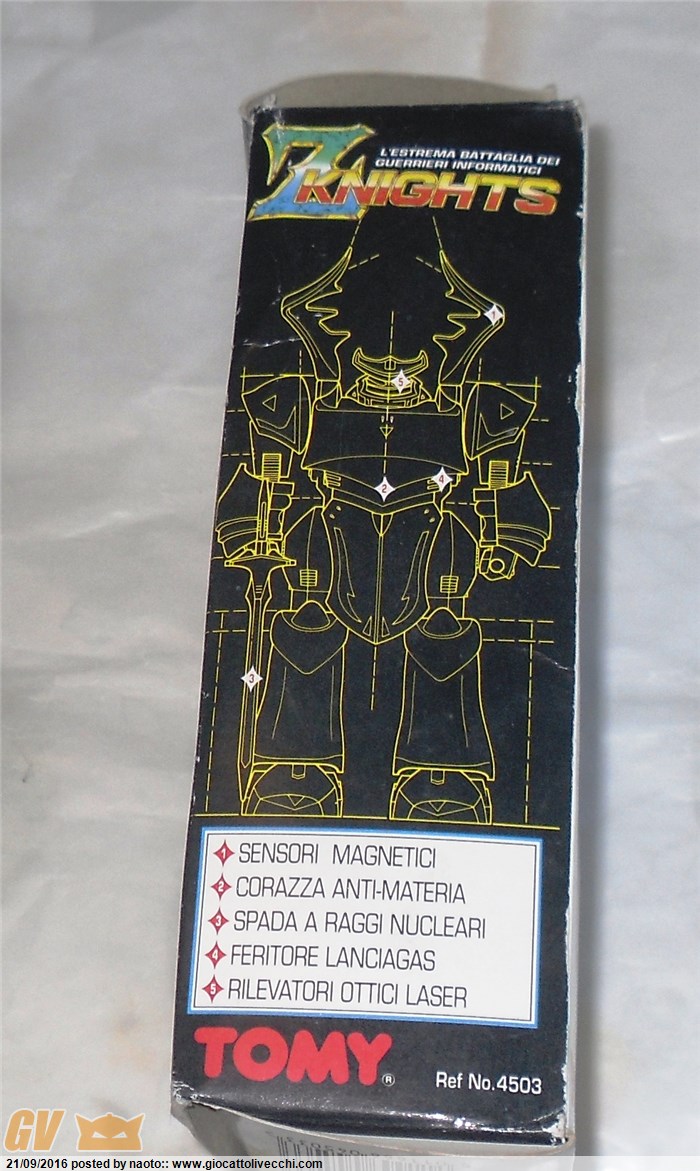 L'ESTREMA BATTAGLIA DEI
GUERRIERI INFORMATICI
Z KNIGHTS
1
5
2
4
3
1 SENSORI MAGNETICI
2 CORAZZA ANTI-MATERIA
3 SPADA A RAGGI NUCLEARI
4 FERITORE LANCIAGAS
5 RILEVATORI OTTICI LASER
TOMY ®
Ref No.4503
GV
21/09/2016 posted by naoto:: www.giocattolivecchi.com